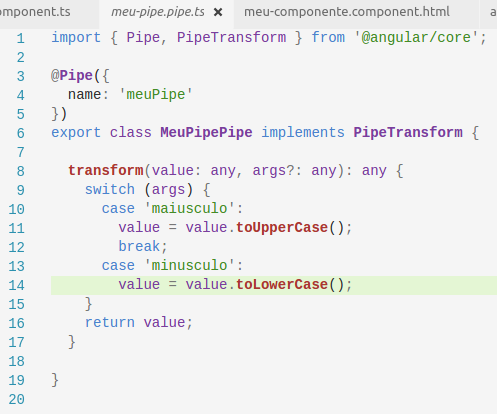 omponent.ts meu-pipe.pipe.ts × meu-componente.component.html a
1 import { Pipe, PipeTransform } from '@angular/core';
2
3 @Pipe({
4   name: 'meuPipe'
5 })
6 export class MeuPipePipe implements PipeTransform {
7
8   transform(value: any, args?: any): any {
9     switch (args) {
10       case 'maiusculo':
11         value = value.toUpperCase();
12         break;
13       case 'minusculo':
14         value = value.toLowerCase();
15     }
16     return value;
17   }
18
19 }
20